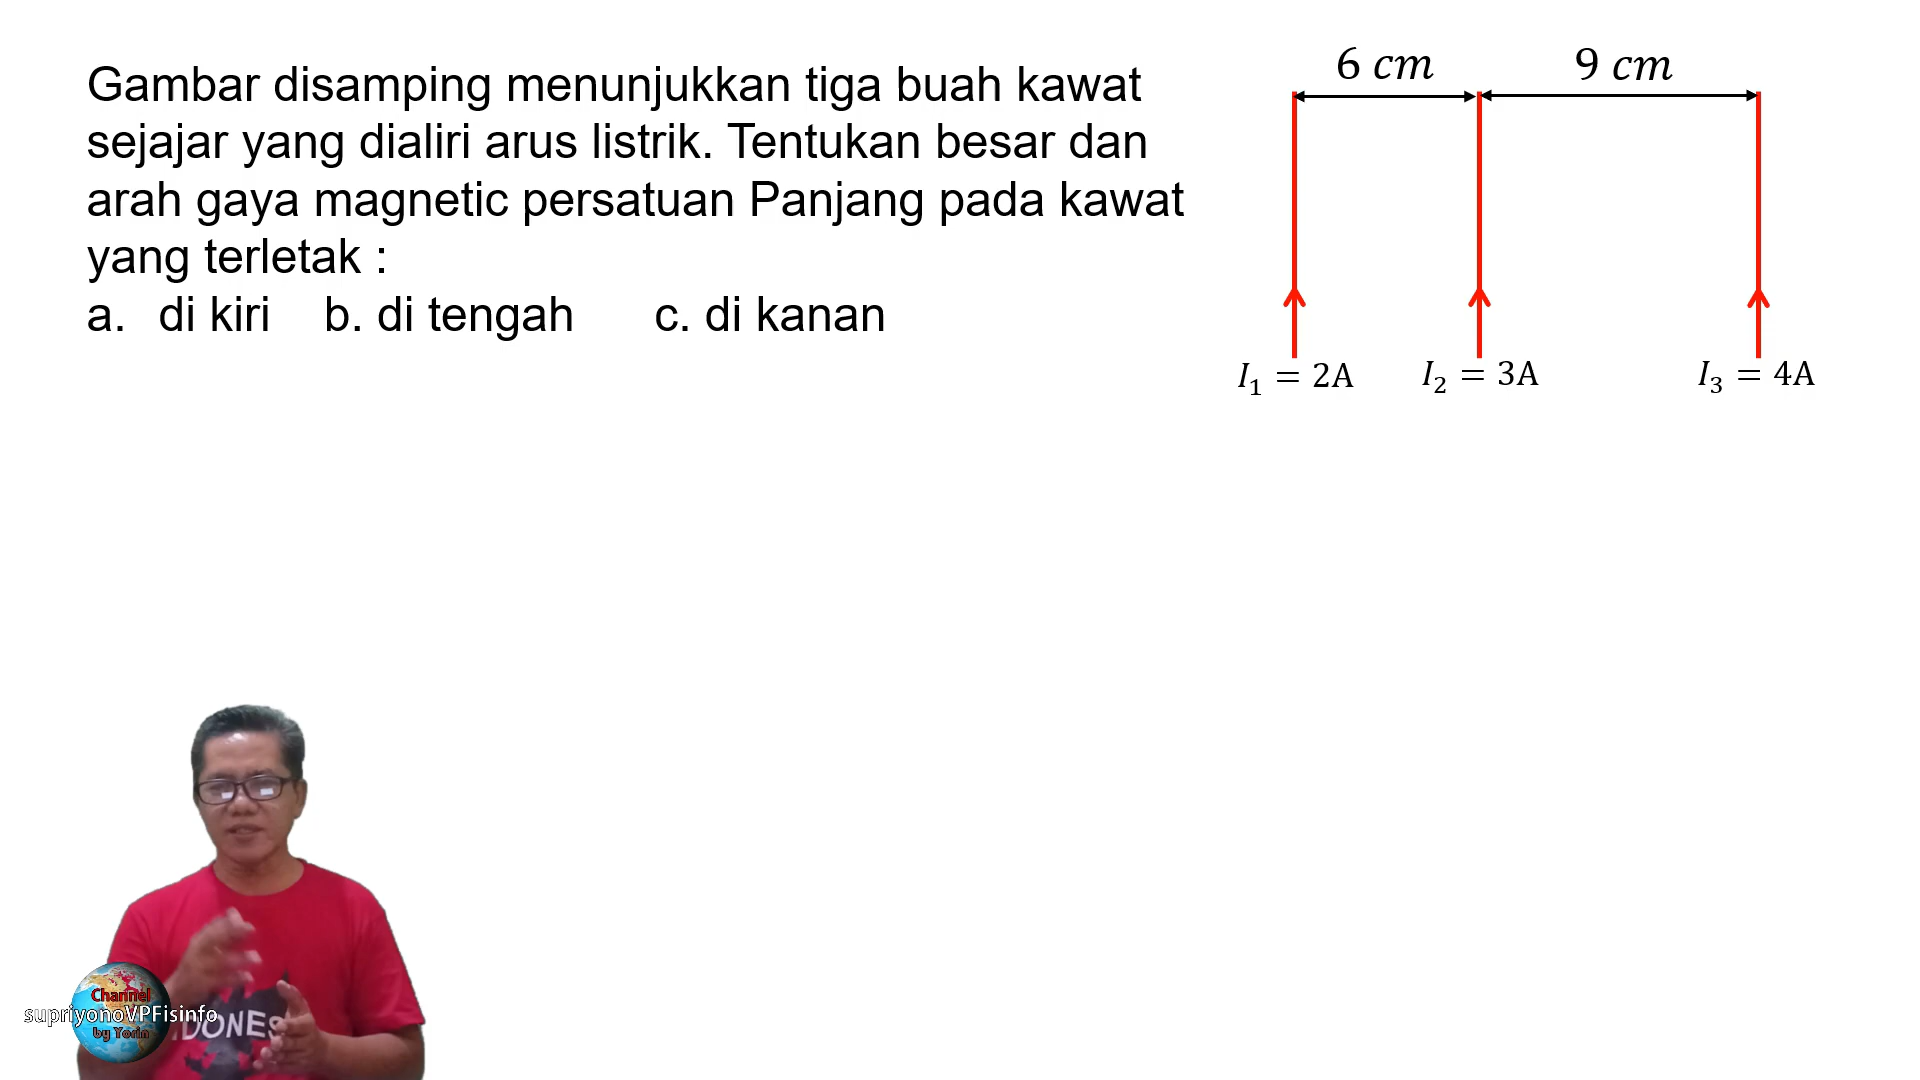 6 cm
9 cm
Gambar disamping menunjukkan tiga buah kawat
sejajar yang dialiri arus listrik. Tentukan besar dan
arah gaya magnetic persatuan Panjang pada kawat
yang terletak :
a. di kiri b. di tengah c. di kanan
I₁ = 2A I₂ = 3A I₃ = 4A
Channel
supriyonoVPFisinfo
by Yorin
DONES